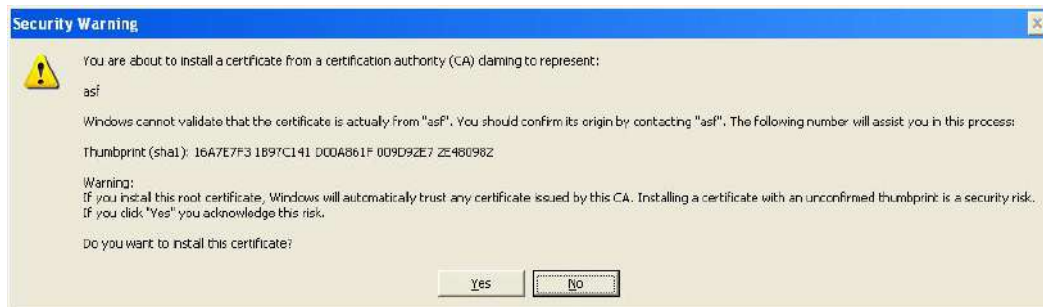 Security Warning
You are about to install a certificate from a certification authority (CA) claiming to represent:
asf
Windows cannot validate that the certificate is actually from "asf". You should confirm its origin by contacting "asf". The following number will assist you in this process:
Thumbprint (sha1): 16A7E7F3 1B97C141 D00A861F 009D92E7 2E480982
Warning:
If you install this root certificate, Windows will automatically trust any certificate issued by this CA. Installing a certificate with an unconfirmed thumbprint is a security risk.
If you click "Yes" you acknowledge this risk.
Do you want to install this certificate?
Yes No